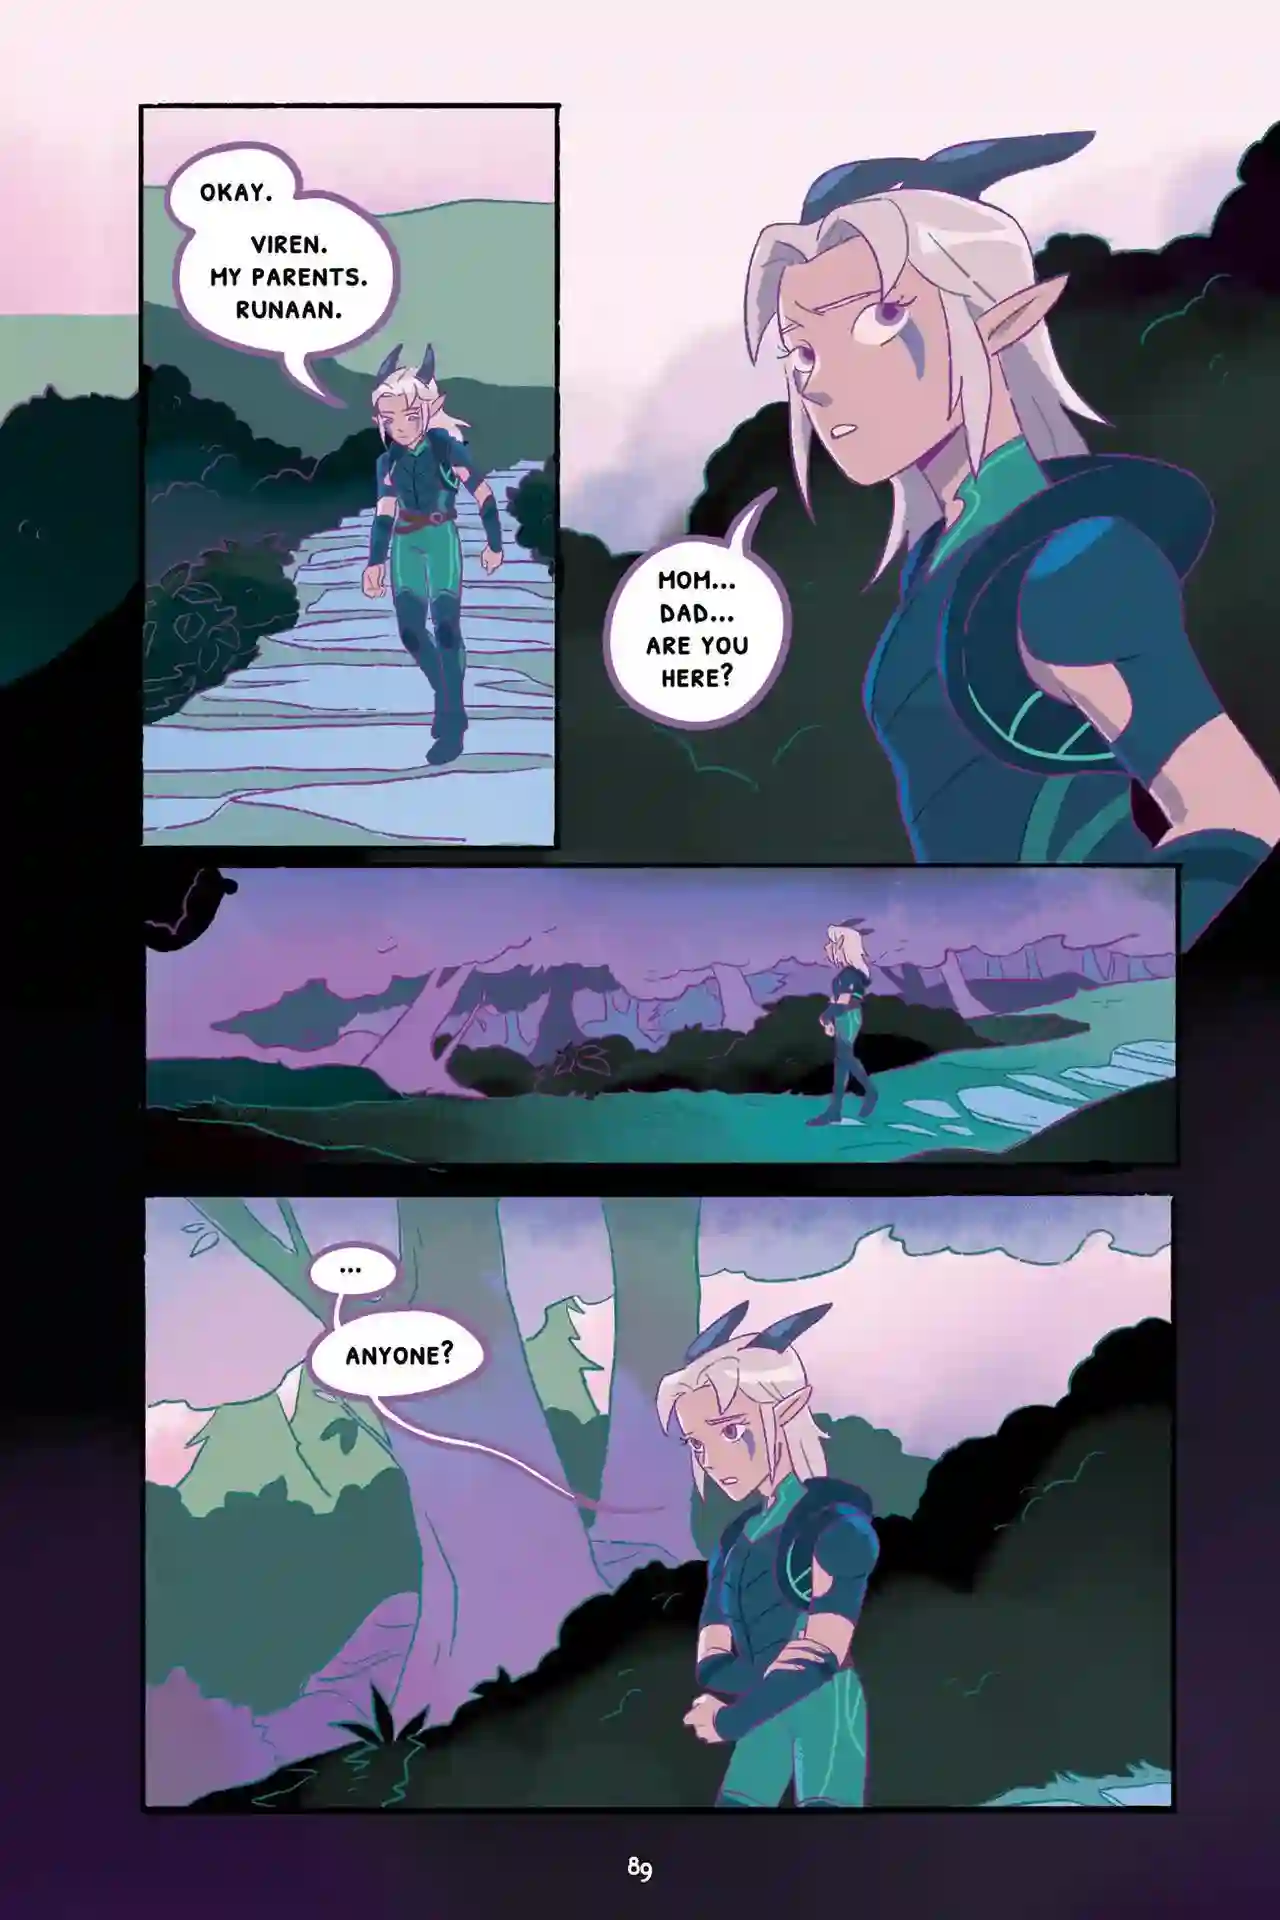 OKAY.
VIREN.
MY PARENTS.
RUNAAN.
MOM...
DAD...
ARE YOU
HERE?
...
ANYONE?
89